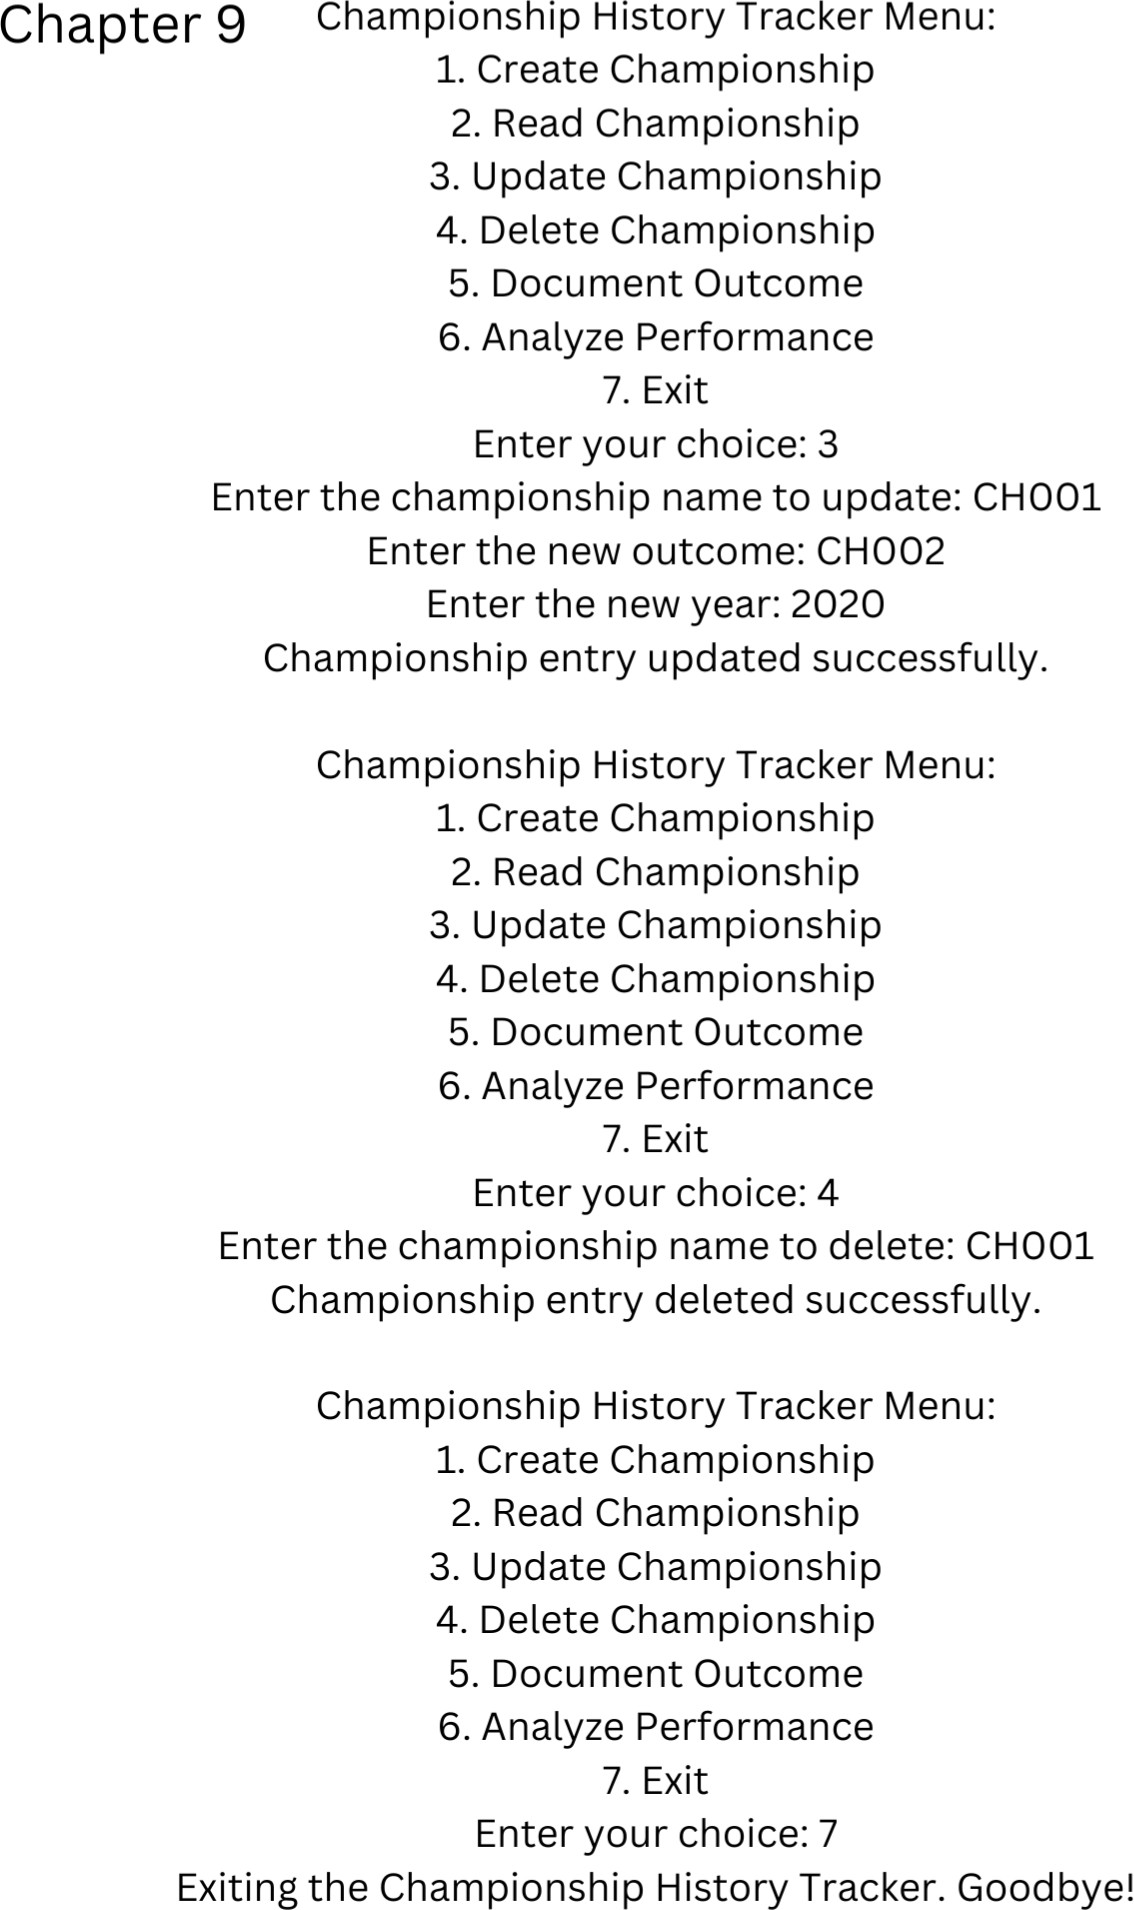 Chapter 9
Championship History Tracker Menu:
1. Create Championship
2. Read Championship
3. Update Championship
4. Delete Championship
5. Document Outcome
6. Analyze Performance
7. Exit
Enter your choice: 3
Enter the championship name to update: CH001
Enter the new outcome: CH002
Enter the new year: 2020
Championship entry updated successfully.
Championship History Tracker Menu:
1. Create Championship
2. Read Championship
3. Update Championship
4. Delete Championship
5. Document Outcome
6. Analyze Performance
7. Exit
Enter your choice: 4
Enter the championship name to delete: CH001
Championship entry deleted successfully.
Championship History Tracker Menu:
1. Create Championship
2. Read Championship
3. Update Championship
4. Delete Championship
5. Document Outcome
6. Analyze Performance
7. Exit
Enter your choice: 7
Exiting the Championship History Tracker. Goodbye!